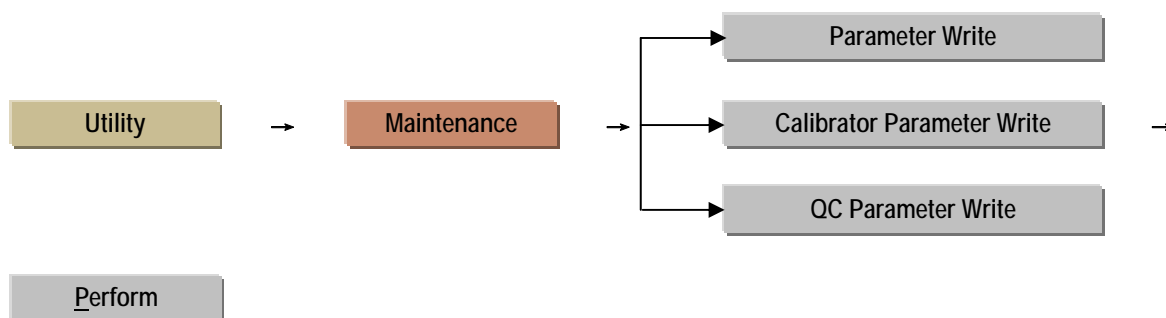 Utility
Maintenance
Parameter Write
Calibrator Parameter Write
QC Parameter Write
Perform